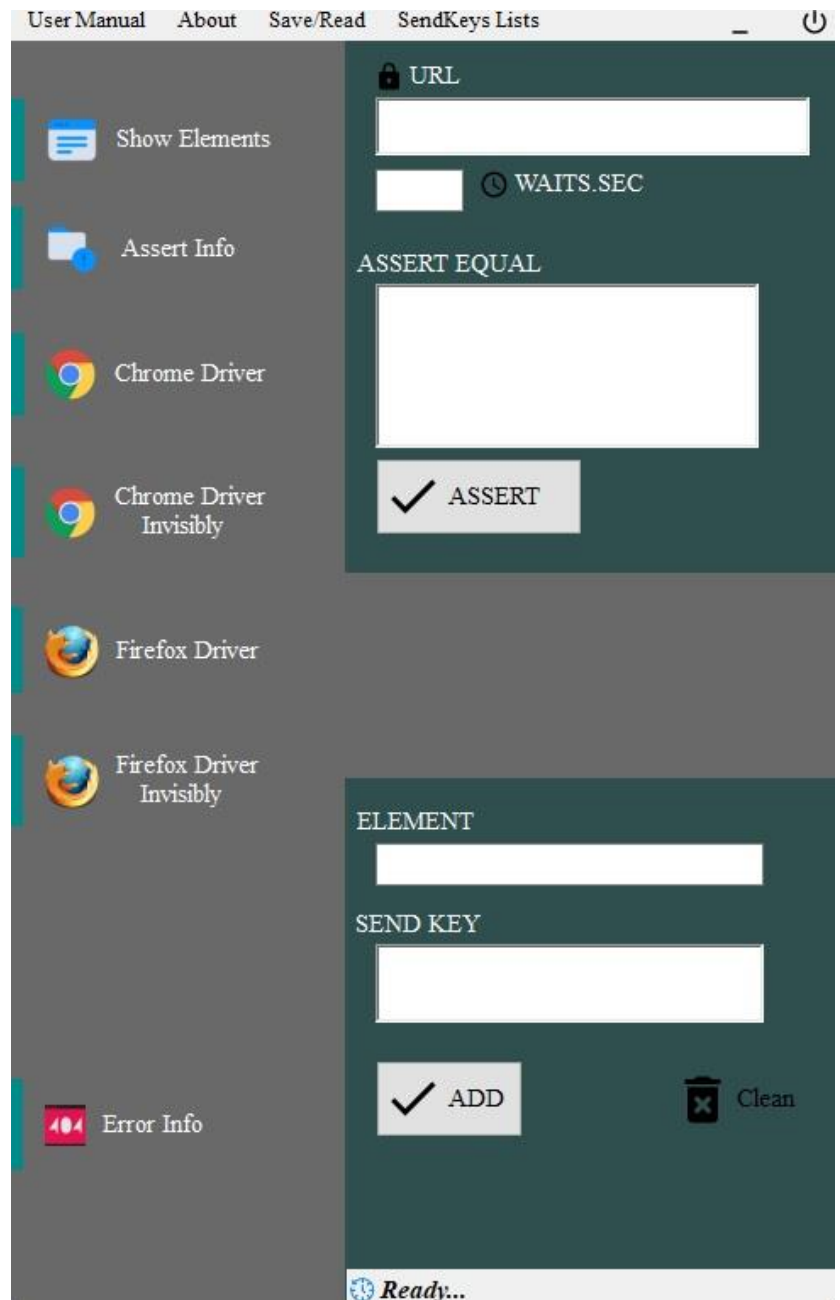 User Manual About Save/Read SendKeys Lists
URL
WAITS.SEC
Show Elements
Assert Info
ASSERT EQUAL
Chrome Driver
ASSERT
Chrome Driver
Invisibly
Firefox Driver
Firefox Driver
Invisibly
ELEMENT
SEND KEY
ADD
Clean
404
Error Info
Ready...